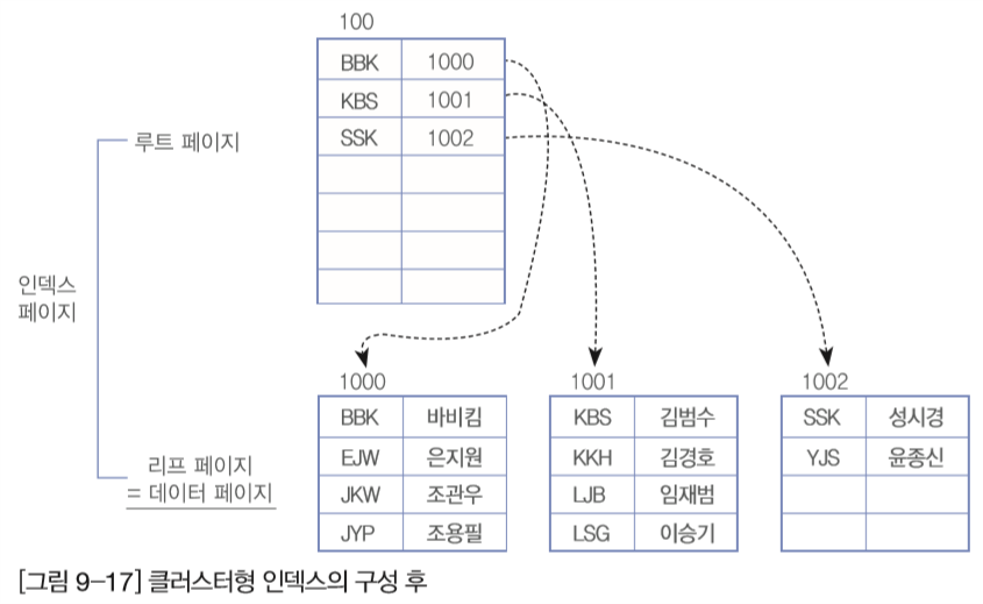 100
BBK 1000
KBS 1001
SSK 1002
루트 페이지
인덱스
페이지
리프 페이지
= 데이터 페이지
1000
BBK 바비킴
EJW 은지원
JKW 조관우
JYP 조용필
1001
KBS 김범수
KKH 김경호
LJB 임재범
LSG 이승기
1002
SSK 성시경
YJS 윤종신
[그림 9-17] 클러스터형 인덱스의 구성 후